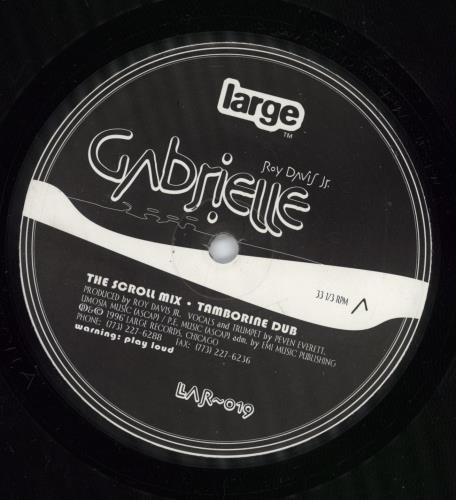 large
TM
Roy Davis Jr.
Gabrielle
THE SCROLL MIX • TAMBORINE DUB
33 1/3 RPM A
PRODUCED by ROY DAVIS JR. VOCALS and TRUMPET by PEVEN EVERETT.
UMOSIA MUSIC (ASCAP) / P.E. MUSIC (ASCAP) adm. by EMI MUSIC PUBLISHING
℗&© 1996 LARGE RECORDS, CHICAGO
PHONE: (773) 227-6288 FAX: (773) 227-6236
warning: play loud
LAR~019